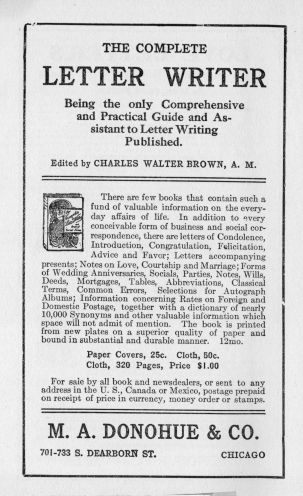 THE COMPLETE
LETTER WRITER
Being the only Comprehensive
and Practical Guide and As-
sistant to Letter Writing
Published.
Edited by CHARLES WALTER BROWN, A. M.
There are few books that contain such a
fund of valuable information on the every-
day affairs of life. In addition to every
conceivable form of business and social cor-
respondence, there are letters of Condolence,
Introduction, Congratulation, Felicitation,
Advice and Favor; Letters accompanying
presents; Notes on Love, Courtship and Marriage; Forms
of Wedding Anniversaries, Socials, Parties, Notes, Wills,
Deeds, Mortgages, Tables, Abbreviations, Classical
Terms, Common Errors, Selections for Autograph
Albums; Information concerning Rates on Foreign and
Domestic Postage, together with a dictionary of nearly
10,000 Synonyms and other valuable information which
space will not admit of mention. The book is printed
from new plates on a superior quality of paper and
bound in substantial and durable manner. 12mo.
Paper Covers, 25c. Cloth, 50c.
Cloth, 320 Pages, Price $1.00
For sale by all book and newsdealers, or sent to any
address in the U. S., Canada or Mexico, postage prepaid
on receipt of price in currency, money order or stamps.
M. A. DONOHUE & CO.
701-733 S. DEARBORN ST. CHICAGO